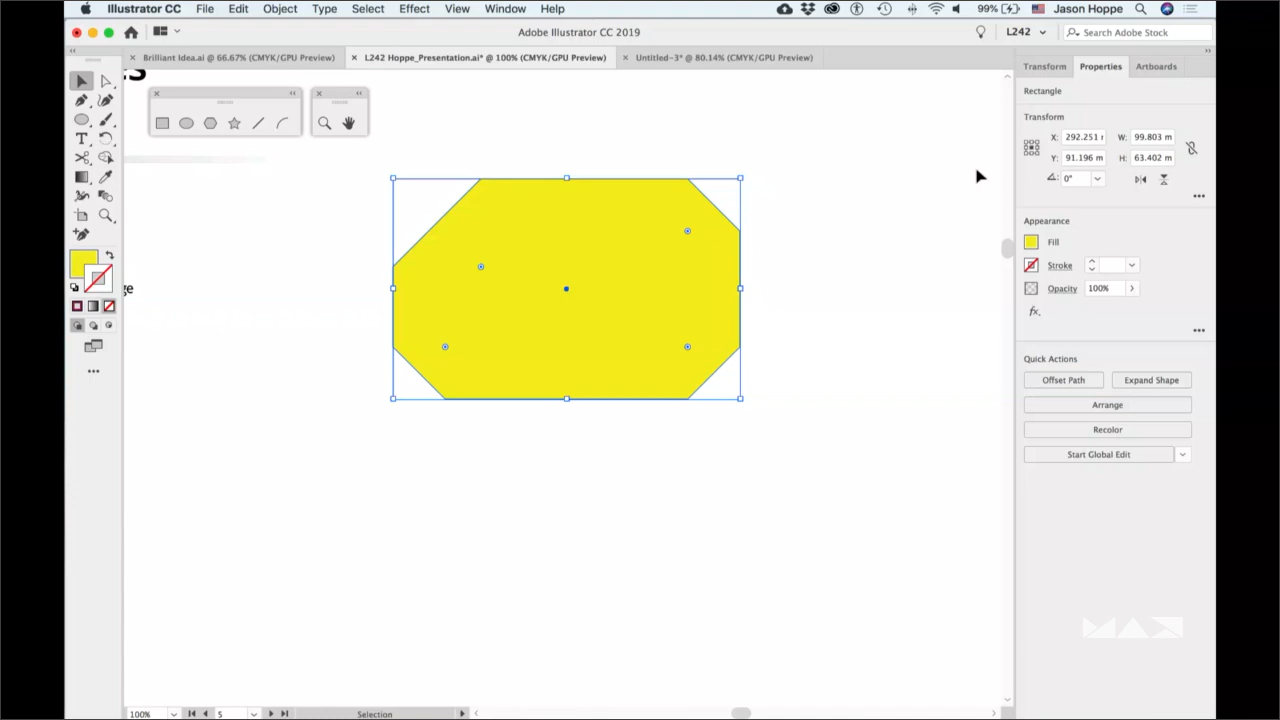 Illustrator CC File Edit Object Type Select Effect View Window Help 99% Jason Hoppe
Adobe Illustrator CC 2019 L242 Search Adobe Stock
Brilliant Idea.ai @ 66.67% (CMYK/GPU Preview) L242 Hoppe_Presentation.ai* @ 100% (CMYK/GPU Preview) Untitled-3* @ 80.14% (CMYK/GPU Preview)
Transform Properties Artboards
Rectangle
Transform
X: 292.251 W: 99.803 m
Y: 91.196 m H: 63.402 m
0°
Appearance
Fill
Stroke
Opacity 100%
fx.
Quick Actions
Offset Path Expand Shape
Arrange
Recolor
Start Global Edit
ge
MAX
100% 5 Selection